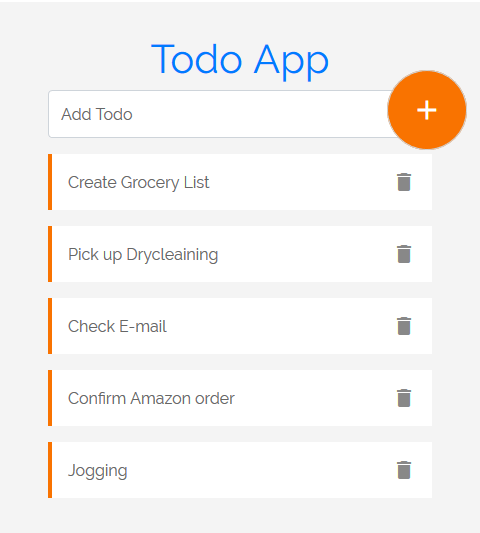 Todo App
Add Todo
+
Create Grocery List
Pick up Drycleaining
Check E-mail
Confirm Amazon order
Jogging